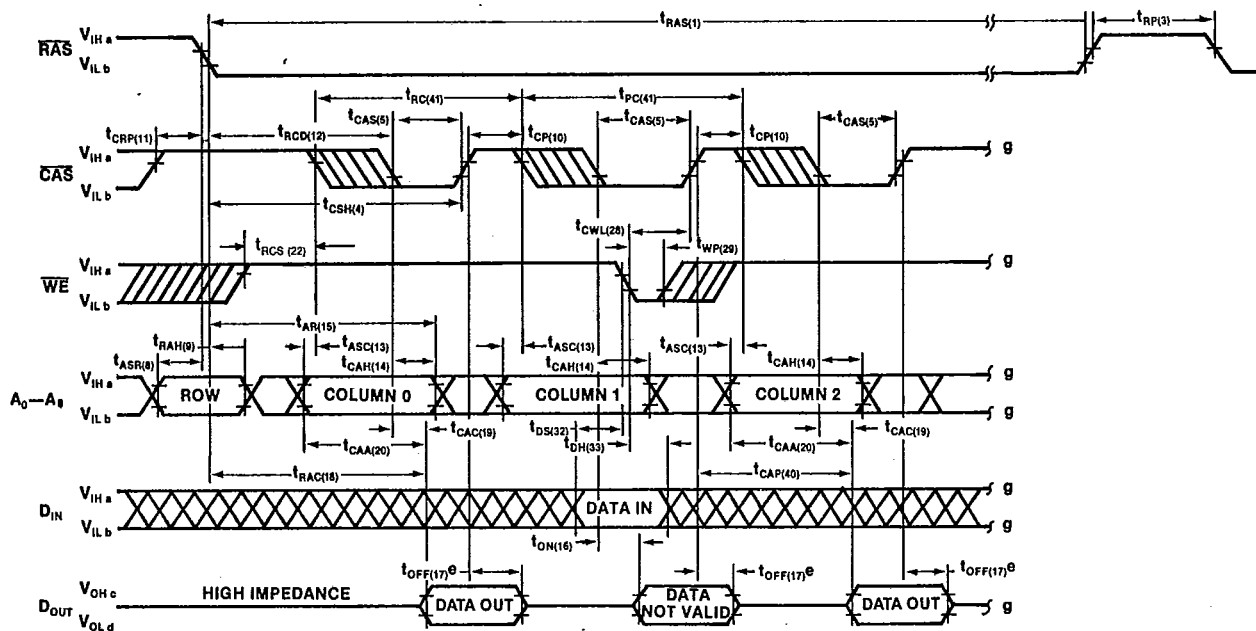 tRAS(1)
tRP(3)
RAS
VIH a
VIL b
tRC(41)
tPC(41)
tCAS(5)
tCAS(5)
tCAS(5)
tCRP(11)
tRCD(12)
tCP(10)
tCP(10)
CAS
VIH a
VIL b
g
tCSH(4)
tCWL(28)
tRCS (22)
tWP(29)
WE
VIH a
VIL b
g
tAR(15)
tRAH(9)
tASC(13)
tASC(13)
tASC(13)
tASR(8)
tCAH(14)
tCAH(14)
tCAH(14)
VIH a
g
ROW
COLUMN 0
COLUMN 1
COLUMN 2
VIL b
g
tCAC(19)
tDS(32)
tCAC(19)
tCAA(20)
tDH(33)
tCAA(20)
tRAC(18)
tCAP(40)
DIN
VIH a
g
DATA IN
VIL b
g
tON(16)
tOFF(17)e
tOFF(17)e
tOFF(17)e
DOUT
VOH c
HIGH IMPEDANCE
DATA OUT
DATA NOT VALID
DATA OUT
VOL d
g